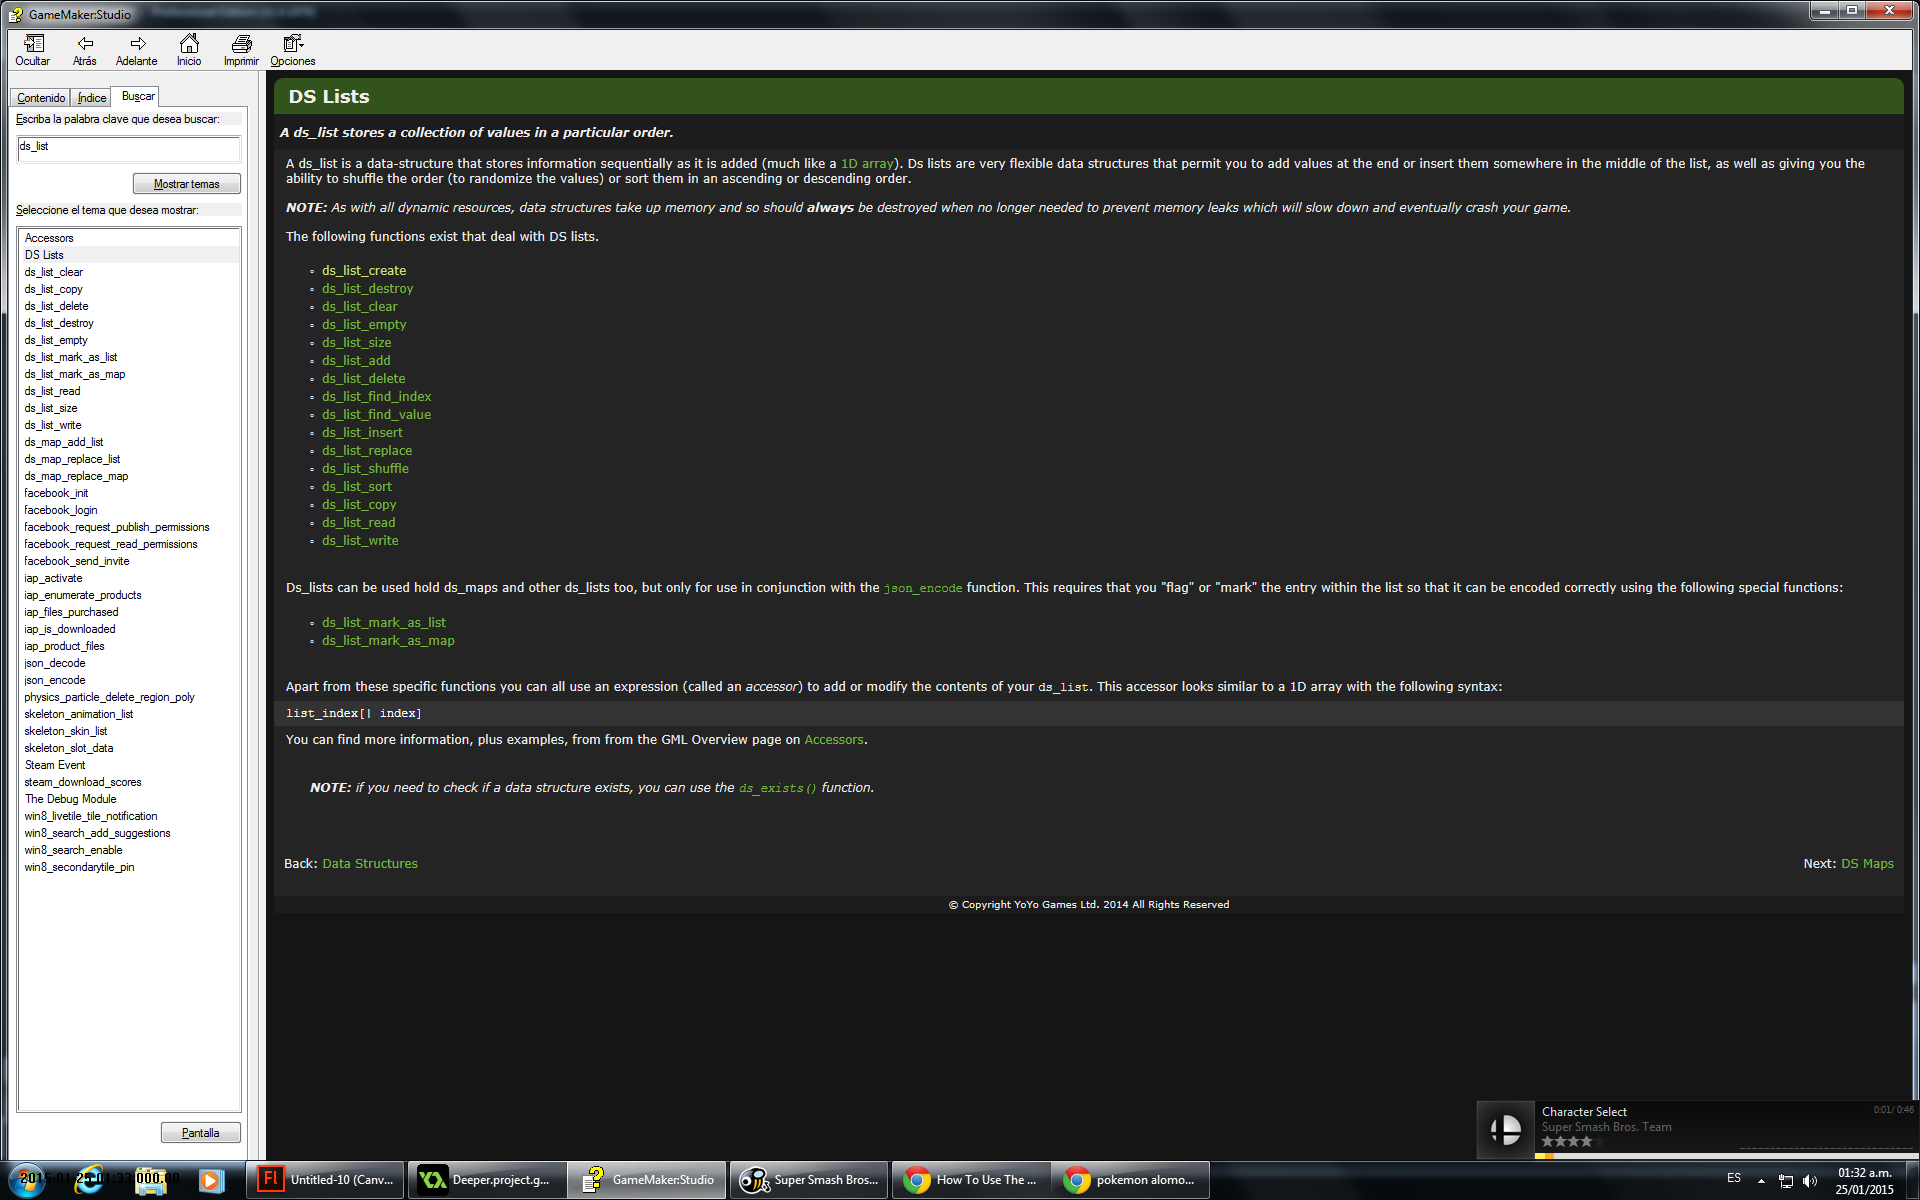 GameMaker:Studio
Ocultar
Atrás
Adelante
Inicio
Imprimir
Opciones
Contenido
Índice
Buscar
Escriba la palabra clave que desea buscar:
ds_list
Mostrar temas
Seleccione el tema que desea mostrar:
Accessors
DS Lists
ds_list_clear
ds_list_copy
ds_list_delete
ds_list_destroy
ds_list_empty
ds_list_mark_as_list
ds_list_mark_as_map
ds_list_read
ds_list_size
ds_list_write
ds_map_add_list
ds_map_replace_list
ds_map_replace_map
facebook_init
facebook_login
facebook_request_publish_permissions
facebook_request_read_permissions
facebook_send_invite
iap_activate
iap_enumerate_products
iap_files_purchased
iap_is_downloaded
iap_product_files
json_decode
json_encode
physics_particle_delete_region_poly
skeleton_animation_list
skeleton_skin_list
skeleton_slot_data
Steam Event
steam_download_scores
The Debug Module
win8_livetile_tile_notification
win8_search_add_suggestions
win8_search_enable
win8_secondarytile_pin
Pantalla
DS Lists
A ds_list stores a collection of values in a particular order.
A ds_list is a data-structure that stores information sequentially as it is added (much like a 1D array). Ds lists are very flexible data structures that permit you to add values at the end or insert them somewhere in the middle of the list, as well as giving you the
ability to shuffle the order (to randomize the values) or sort them in an ascending or descending order.
NOTE: As with all dynamic resources, data structures take up memory and so should always be destroyed when no longer needed to prevent memory leaks which will slow down and eventually crash your game.
The following functions exist that deal with DS lists.
ds_list_create
ds_list_destroy
ds_list_clear
ds_list_empty
ds_list_size
ds_list_add
ds_list_delete
ds_list_find_index
ds_list_find_value
ds_list_insert
ds_list_replace
ds_list_shuffle
ds_list_sort
ds_list_copy
ds_list_read
ds_list_write
Ds_lists can be used hold ds_maps and other ds_lists too, but only for use in conjunction with the json_encode function. This requires that you "flag" or "mark" the entry within the list so that it can be encoded correctly using the following special functions:
ds_list_mark_as_list
ds_list_mark_as_map
Apart from these specific functions you can all use an expression (called an accessor) to add or modify the contents of your ds_list. This accessor looks similar to a 1D array with the following syntax:
list_index[| index]
You can find more information, plus examples, from from the GML Overview page on Accessors.
NOTE: if you need to check if a data structure exists, you can use the ds_exists() function.
Back: Data Structures
Next: DS Maps
© Copyright YoYo Games Ltd. 2014 All Rights Reserved
Character Select
0:01/ 0:46
Super Smash Bros. Team
2015-01-25 01:33:000.00
Untitled-10 (Canv...
Deeper.project.g...
GameMaker:Studio
Super Smash Bros...
How To Use The ...
pokemon alomo...
ES
01:32 a.m.
25/01/2015